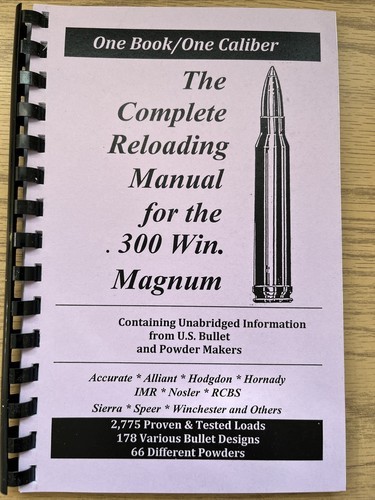 One Book/One Caliber
The
Complete
Reloading
Manual
for the
.300 Win.
Magnum
Containing Unabridged Information
from U.S. Bullet
and Powder Makers
Accurate * Alliant * Hodgdon * Hornady
IMR * Nosler * RCBS
Sierra * Speer * Winchester and Others
2,775 Proven & Tested Loads
178 Various Bullet Designs
66 Different Powders